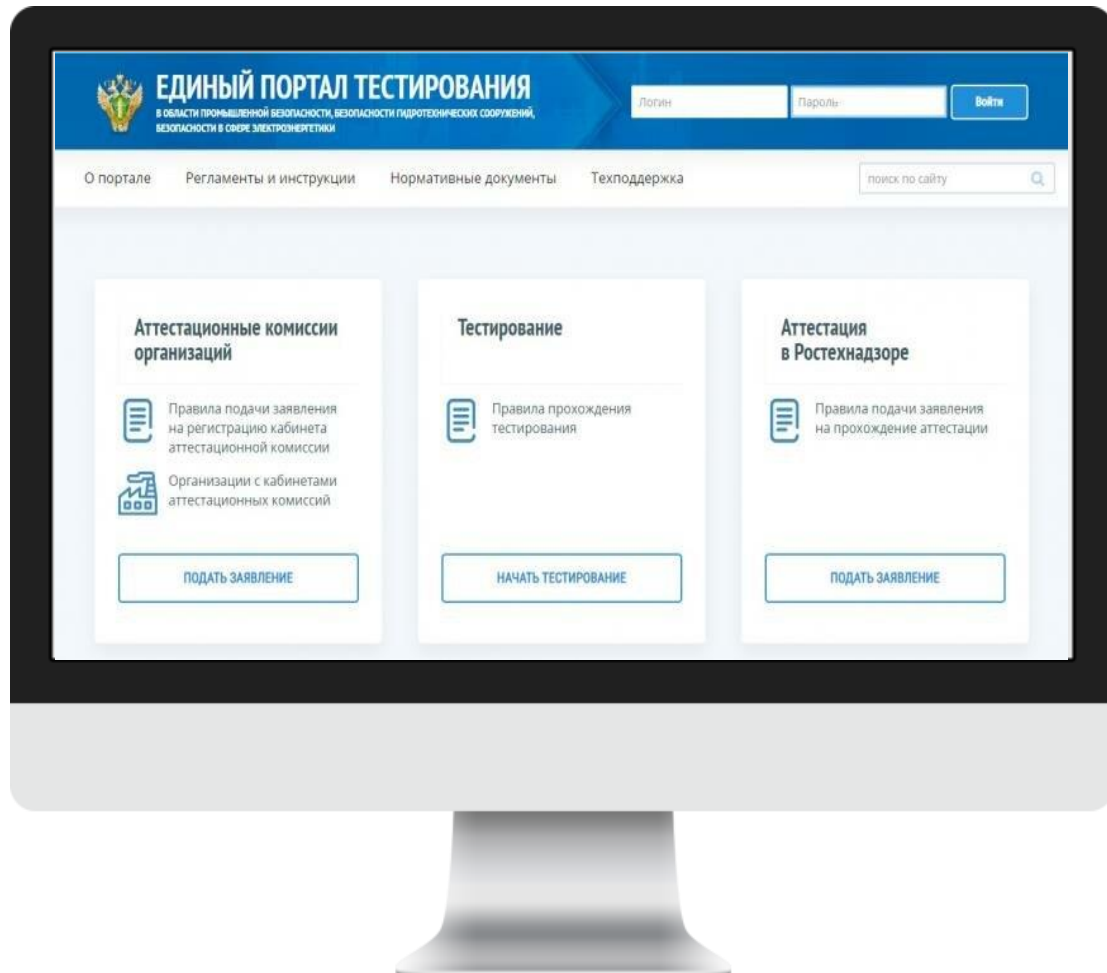 ЕДИНЫЙ ПОРТАЛ ТЕСТИРОВАНИЯ
В ОБЛАСТИ ПРОМЫШЛЕННОЙ БЕЗОПАСНОСТИ, БЕЗОПАСНОСТИ ГИДРОТЕХНИЧЕСКИХ СООРУЖЕНИЙ,
БЕЗОПАСНОСТИ В СФЕРЕ ЭЛЕКТРОЭНЕРГЕТИКИ
Логин Пароль Войти
О портале Регламенты и инструкции Нормативные документы Техподдержка поиск по сайту
Аттестационные комиссии
организаций
Правила подачи заявления
на регистрацию кабинета
аттестационной комиссии
Организации с кабинетами
аттестационных комиссий
ПОДАТЬ ЗАЯВЛЕНИЕ
Тестирование
Правила прохождения
тестирования
НАЧАТЬ ТЕСТИРОВАНИЕ
Аттестация
в Ростехнадзоре
Правила подачи заявления
на прохождение аттестации
ПОДАТЬ ЗАЯВЛЕНИЕ